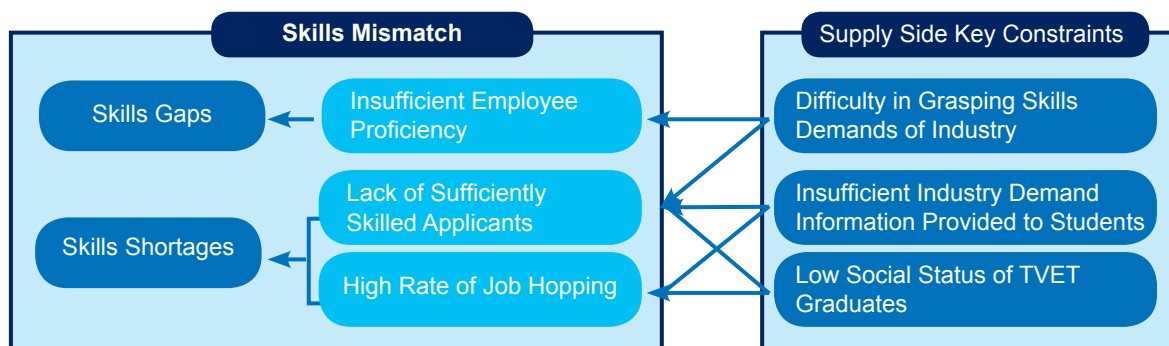 Skills Mismatch
Skills Gaps
Insufficient Employee
Proficiency
Lack of Sufficiently
Skilled Applicants
Skills Shortages
High Rate of Job Hopping
Supply Side Key Constraints
Difficulty in Grasping Skills
Demands of Industry
Insufficient Industry Demand
Information Provided to Students
Low Social Status of TVET
Graduates